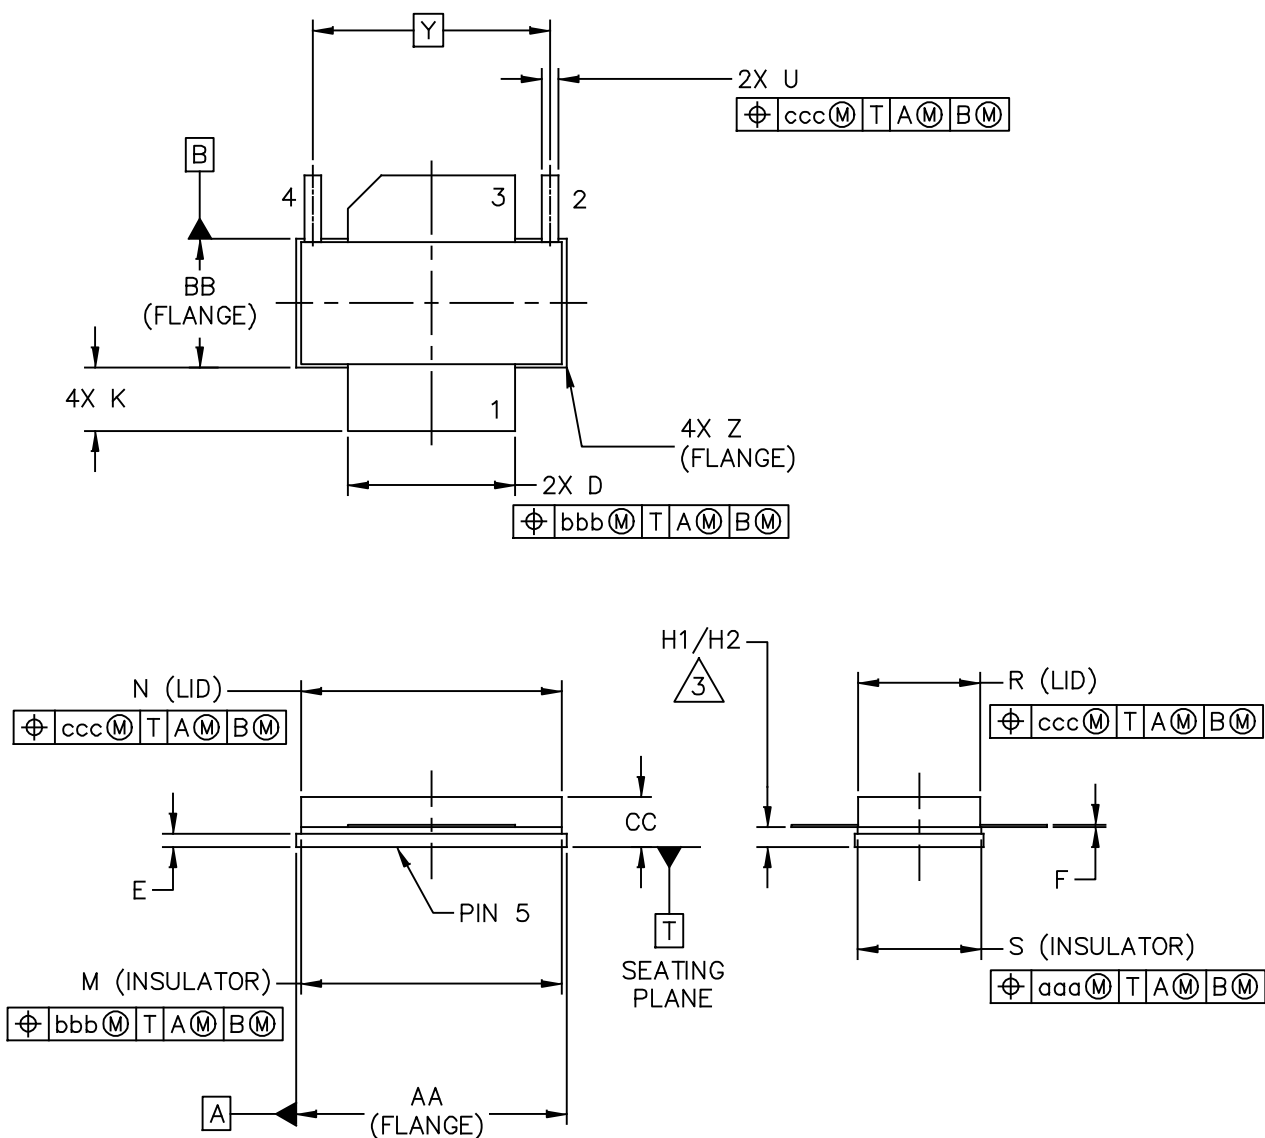 Y
2X U
⌖ ccc Ⓜ T A Ⓜ B Ⓜ
B
4
3
2
BB
(FLANGE)
4X K
1
4X Z
(FLANGE)
2X D
⌖ bbb Ⓜ T A Ⓜ B Ⓜ
H1/H2
3
N (LID)
⌖ ccc Ⓜ T A Ⓜ B Ⓜ
R (LID)
⌖ ccc Ⓜ T A Ⓜ B Ⓜ
CC
E
F
PIN 5
T
SEATING
PLANE
M (INSULATOR)
⌖ bbb Ⓜ T A Ⓜ B Ⓜ
S (INSULATOR)
⌖ aaa Ⓜ T A Ⓜ B Ⓜ
A
AA
(FLANGE)